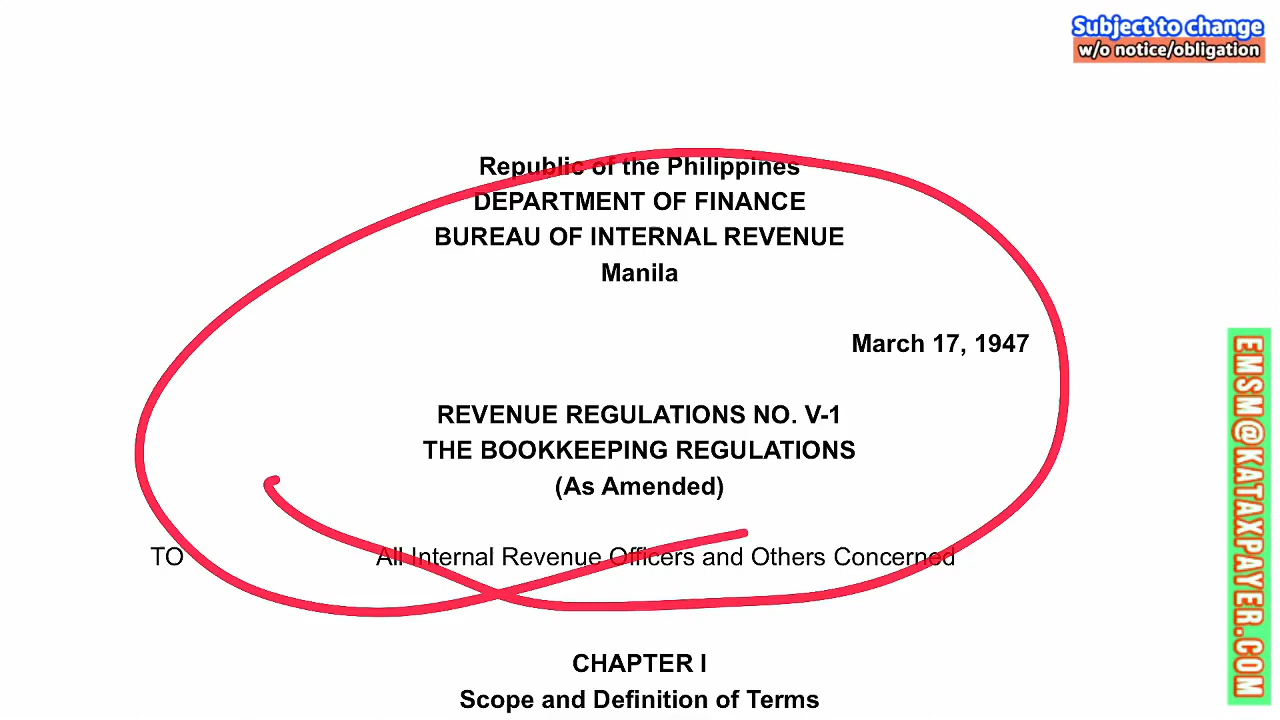 Subject to change
w/o notice/obligation
Republic of the Philippines
DEPARTMENT OF FINANCE
BUREAU OF INTERNAL REVENUE
Manila
March 17, 1947
REVENUE REGULATIONS NO. V-1
THE BOOKKEEPING REGULATIONS
(As Amended)
TO All Internal Revenue Officers and Others Concerned
CHAPTER I
Scope and Definition of Terms
EMSM@KATAXPAYER.COM